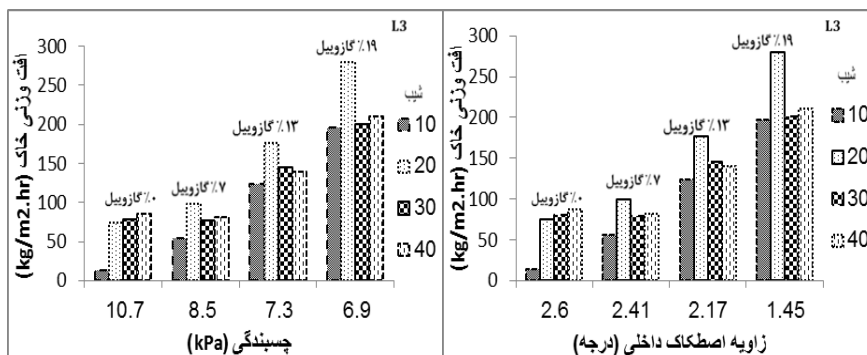 L3
افت وزنی خاک (kg/m2.hr)
300
250
200
150
100
50
0
۰٪ گازوییل
۷٪ گازوییل
۱۳٪ گازوییل
۱۹٪ گازوییل
10.7 8.5 7.3 6.9
چسبندگی (kPa)
شیب
10
20
30
40
L3
افت وزنی خاک (kg/m2.hr)
300
250
200
150
100
50
0
۰٪ گازوییل
۷٪ گازوییل
۱۳٪ گازوییل
۱۹٪ گازوییل
2.6 2.41 2.17 1.45
زاویه اصطکاک داخلی (درجه)
شیب
10
20
30
40